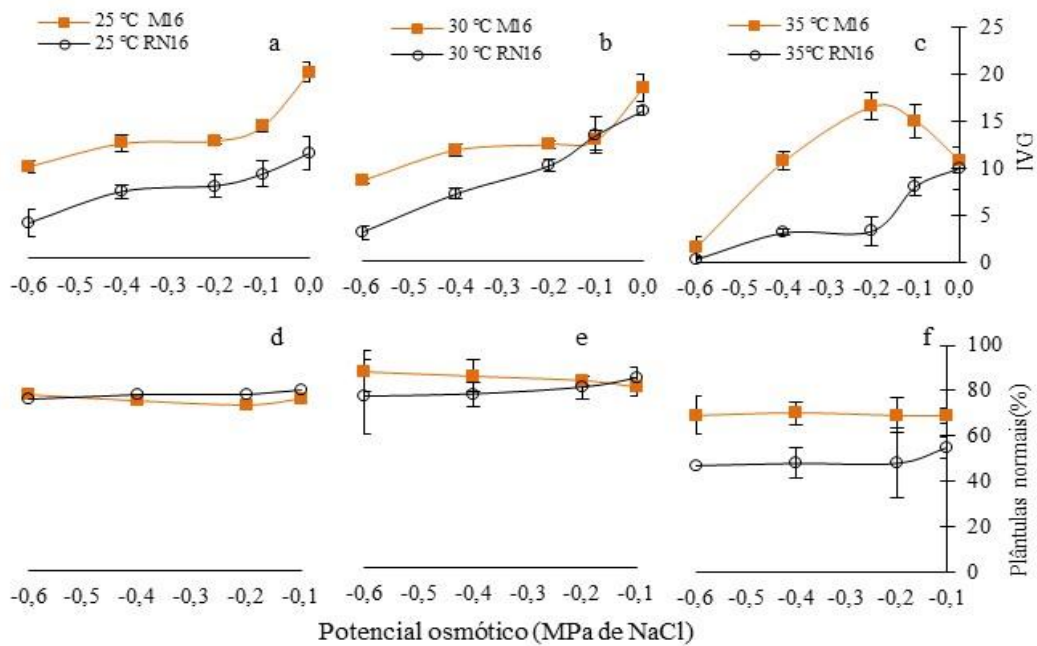 25 °C M16
25 °C RN16
a
30 °C M16
30 °C RN16
b
35°C M16
35°C RN16
c
25
20
15
10
5
0
IVG
-0,6 -0,5 -0,4 -0,3 -0,2 -0,1 0,0
-0,6 -0,5 -0,4 -0,3 -0,2 -0,1 0,0
-0,6 -0,5 -0,4 -0,3 -0,2 -0,1 0,0
d
e
f
100
80
60
40
20
0
Plântulas normais(%)
-0,6 -0,5 -0,4 -0,3 -0,2 -0,1
-0,6 -0,5 -0,4 -0,3 -0,2 -0,1
-0,6 -0,5 -0,4 -0,3 -0,2 -0,1
Potencial osmótico (MPa de NaCl)